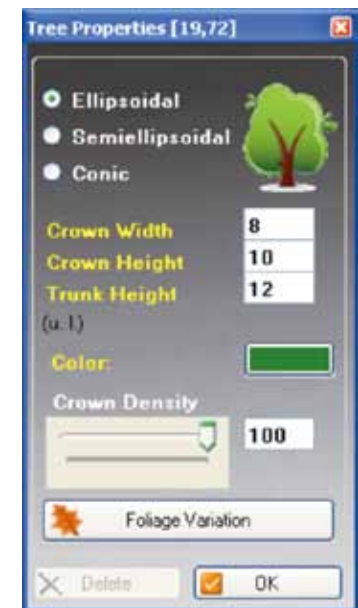 Tree Properties [19,72]
Ellipsoidal
Semiellipsoidal
Conic
Crown Width 8
Crown Height 10
Trunk Height 12
(u. l.)
Color:
Crown Density
100
Foliage Variation
Delete OK